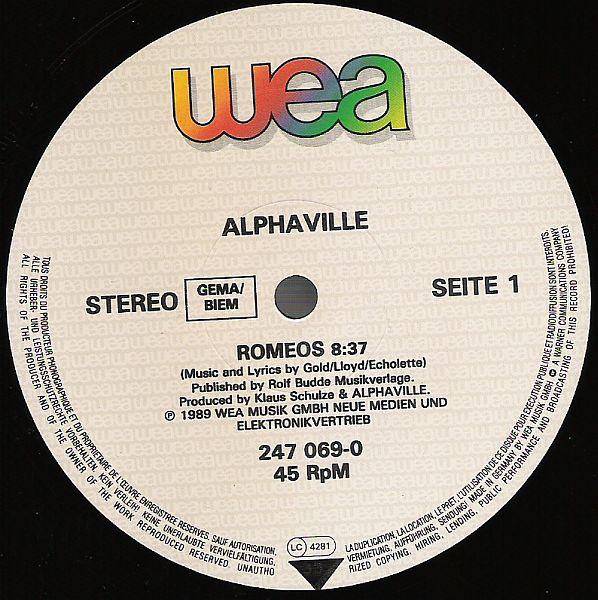 wea
ALPHAVILLE
STEREO
GEMA/
BIEM
SEITE 1
ROMEOS 8:37
(Music and Lyrics by Gold/Lloyd/Echolette)
Published by Rolf Budde Musikverlage.
Produced by Klaus Schulze & ALPHAVILLE.
℗ 1989 WEA MUSIK GMBH NEUE MEDIEN UND
ELEKTRONIKVERTRIEB
247 069-0
45 RpM
TOUS DROITS DU PRODUCTEUR PHONOGRAPHIQUE ET DU PROPRIETAIRE DE L'ŒUVRE ENREGISTREE RESERVES. SAUF AUTORISATION,
LA DUPLICATION, LA LOCATION, LE PRET, L'UTILISATION DE CE DISQUE POUR EXECUTION PUBLIQUE ET RADIODIFFUSION SONT INTERDITS.
ALLE URHEBER- UND LEISTUNGSSCHUTZRECHTE VORBEHALTEN. KEIN VERLEIH! KEINE UNERLAUBTE VERVIELFÄLTIGUNG,
VERMIETUNG, AUFFÜHRUNG, SENDUNG! MADE IN GERMANY BY WEA MUSIK GMBH Ⓞ A WARNER COMMUNICATIONS COMPANY
ALL RIGHTS OF THE PRODUCER AND OF THE OWNER OF THE WORK REPRODUCED RESERVED UNAUTHO
RIZED COPYING, HIRING, LENDING, PUBLIC PERFORMANCE AND BROADCASTING OF THIS RECORD PROHIBITED!
LC 4281